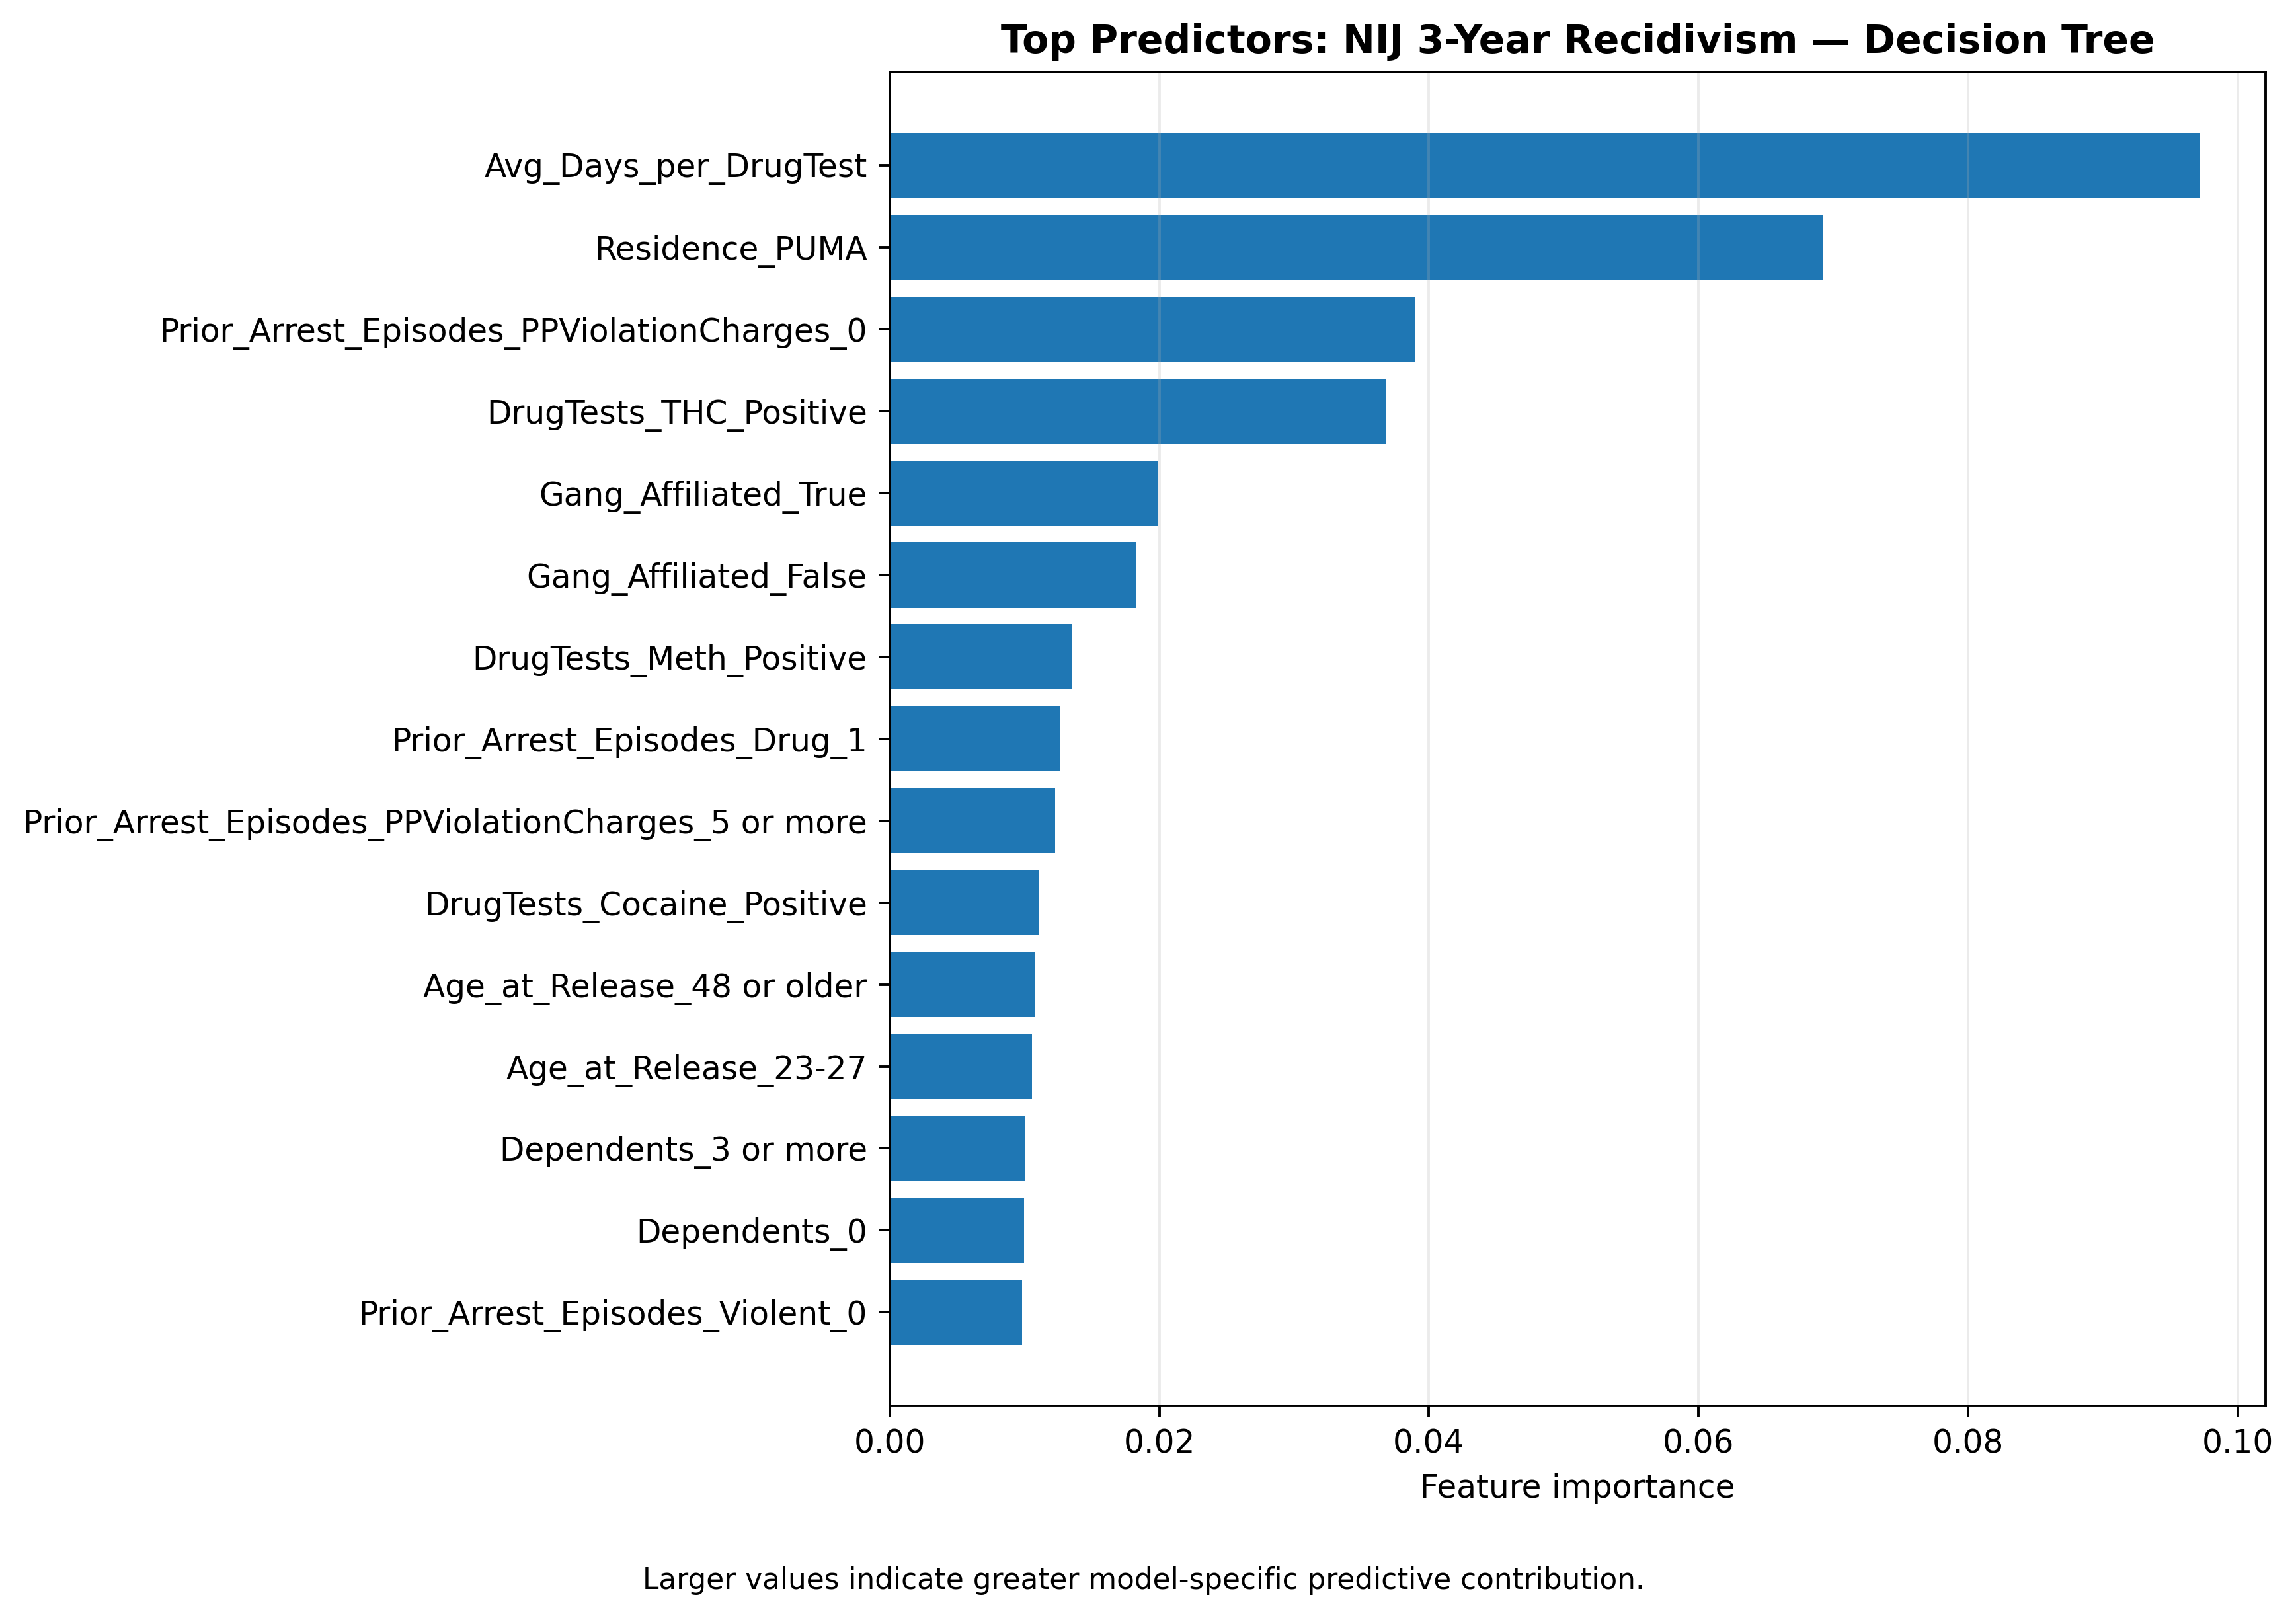 Top Predictors: NIJ 3-Year Recidivism — Decision Tree
Avg_Days_per_DrugTest
Residence_PUMA
Prior_Arrest_Episodes_PPViolationCharges_0
DrugTests_THC_Positive
Gang_Affiliated_True
Gang_Affiliated_False
DrugTests_Meth_Positive
Prior_Arrest_Episodes_Drug_1
Prior_Arrest_Episodes_PPViolationCharges_5 or more
DrugTests_Cocaine_Positive
Age_at_Release_48 or older
Age_at_Release_23-27
Dependents_3 or more
Dependents_0
Prior_Arrest_Episodes_Violent_0
0.00 0.02 0.04 0.06 0.08 0.10
Feature importance
Larger values indicate greater model-specific predictive contribution.